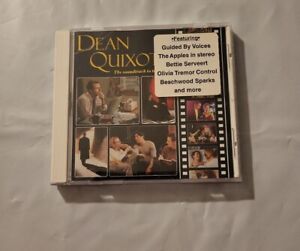 DEAN
QUIXOT
The soundtrack to t
•Featuring•
Guided By Voices
The Apples in stereo
Bettie Serveert
Olivia Tremor Control
Beachwood Sparks
and more